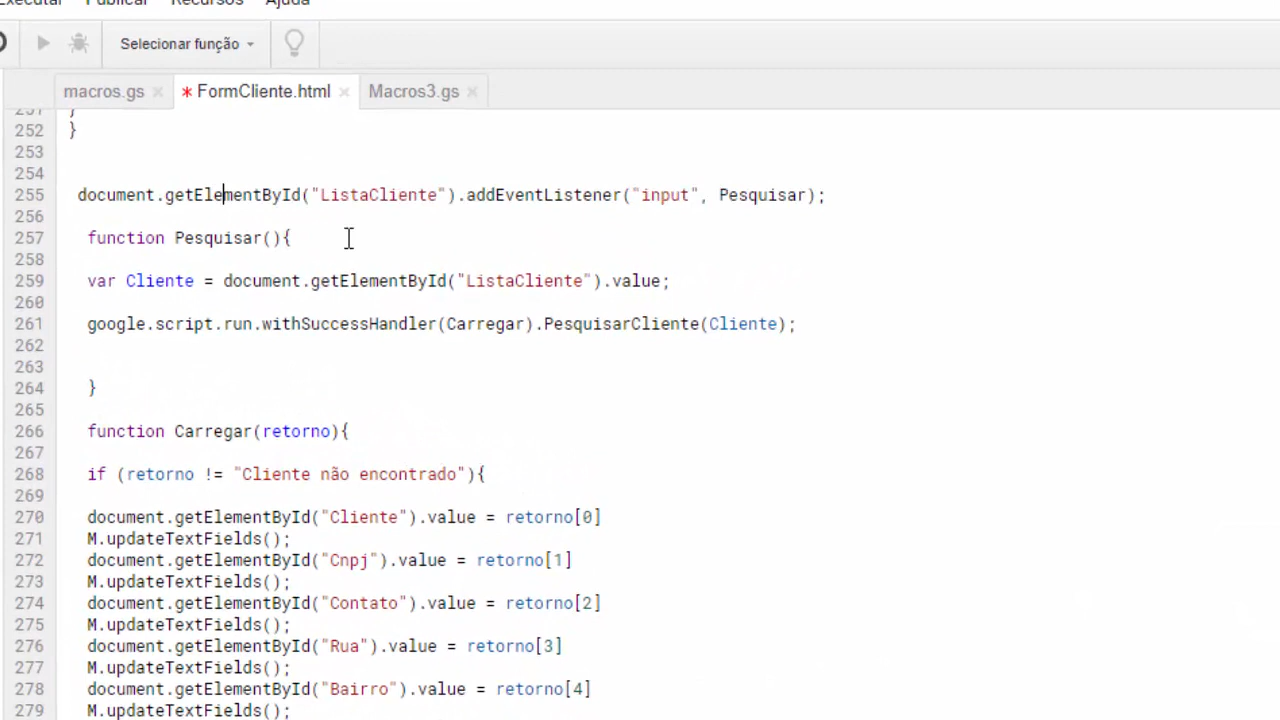 Executar Publicar Recursos Ajuda
Selecionar função
macros.gs × * FormCliente.html × Macros3.gs ×
251 }
252 }
253
254
255 document.getElementById("ListaCliente").addEventListener("input", Pesquisar);
256
257 function Pesquisar(){
258
259 var Cliente = document.getElementById("ListaCliente").value;
260
261 google.script.run.withSuccessHandler(Carregar).PesquisarCliente(Cliente);
262
263
264 }
265
266 function Carregar(retorno){
267
268 if (retorno != "Cliente não encontrado"){
269
270 document.getElementById("Cliente").value = retorno[0]
271 M.updateTextFields();
272 document.getElementById("Cnpj").value = retorno[1]
273 M.updateTextFields();
274 document.getElementById("Contato").value = retorno[2]
275 M.updateTextFields();
276 document.getElementById("Rua").value = retorno[3]
277 M.updateTextFields();
278 document.getElementById("Bairro").value = retorno[4]
279 M.updateTextFields();